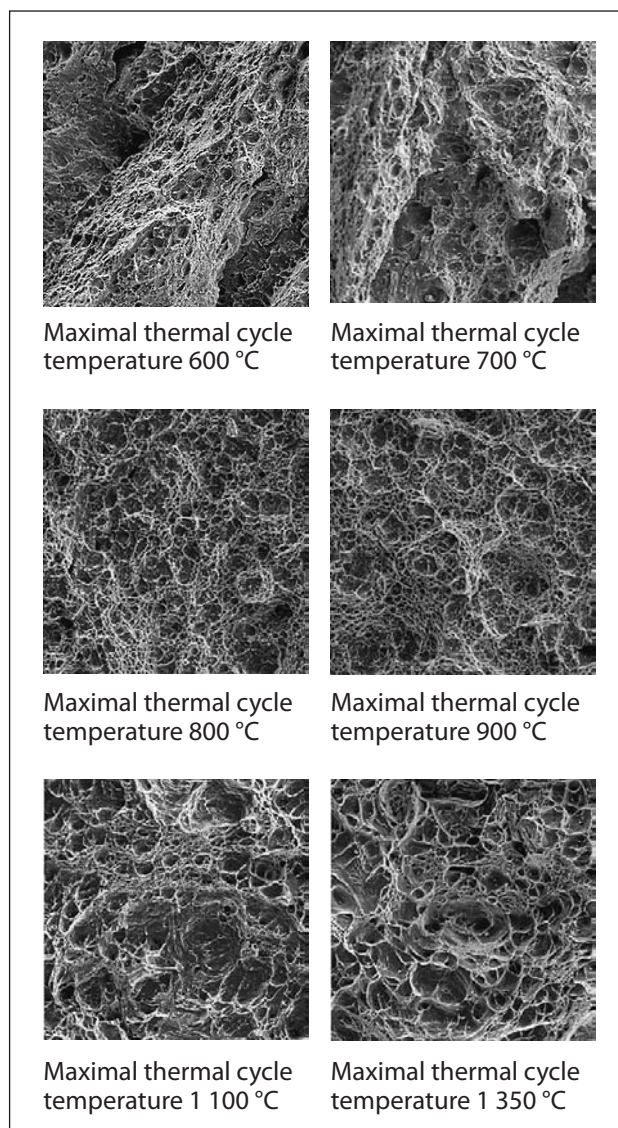 Maximal thermal cycle
temperature 600 °C
Maximal thermal cycle
temperature 700 °C
Maximal thermal cycle
temperature 800 °C
Maximal thermal cycle
temperature 900 °C
Maximal thermal cycle
temperature 1 100 °C
Maximal thermal cycle
temperature 1 350 °C